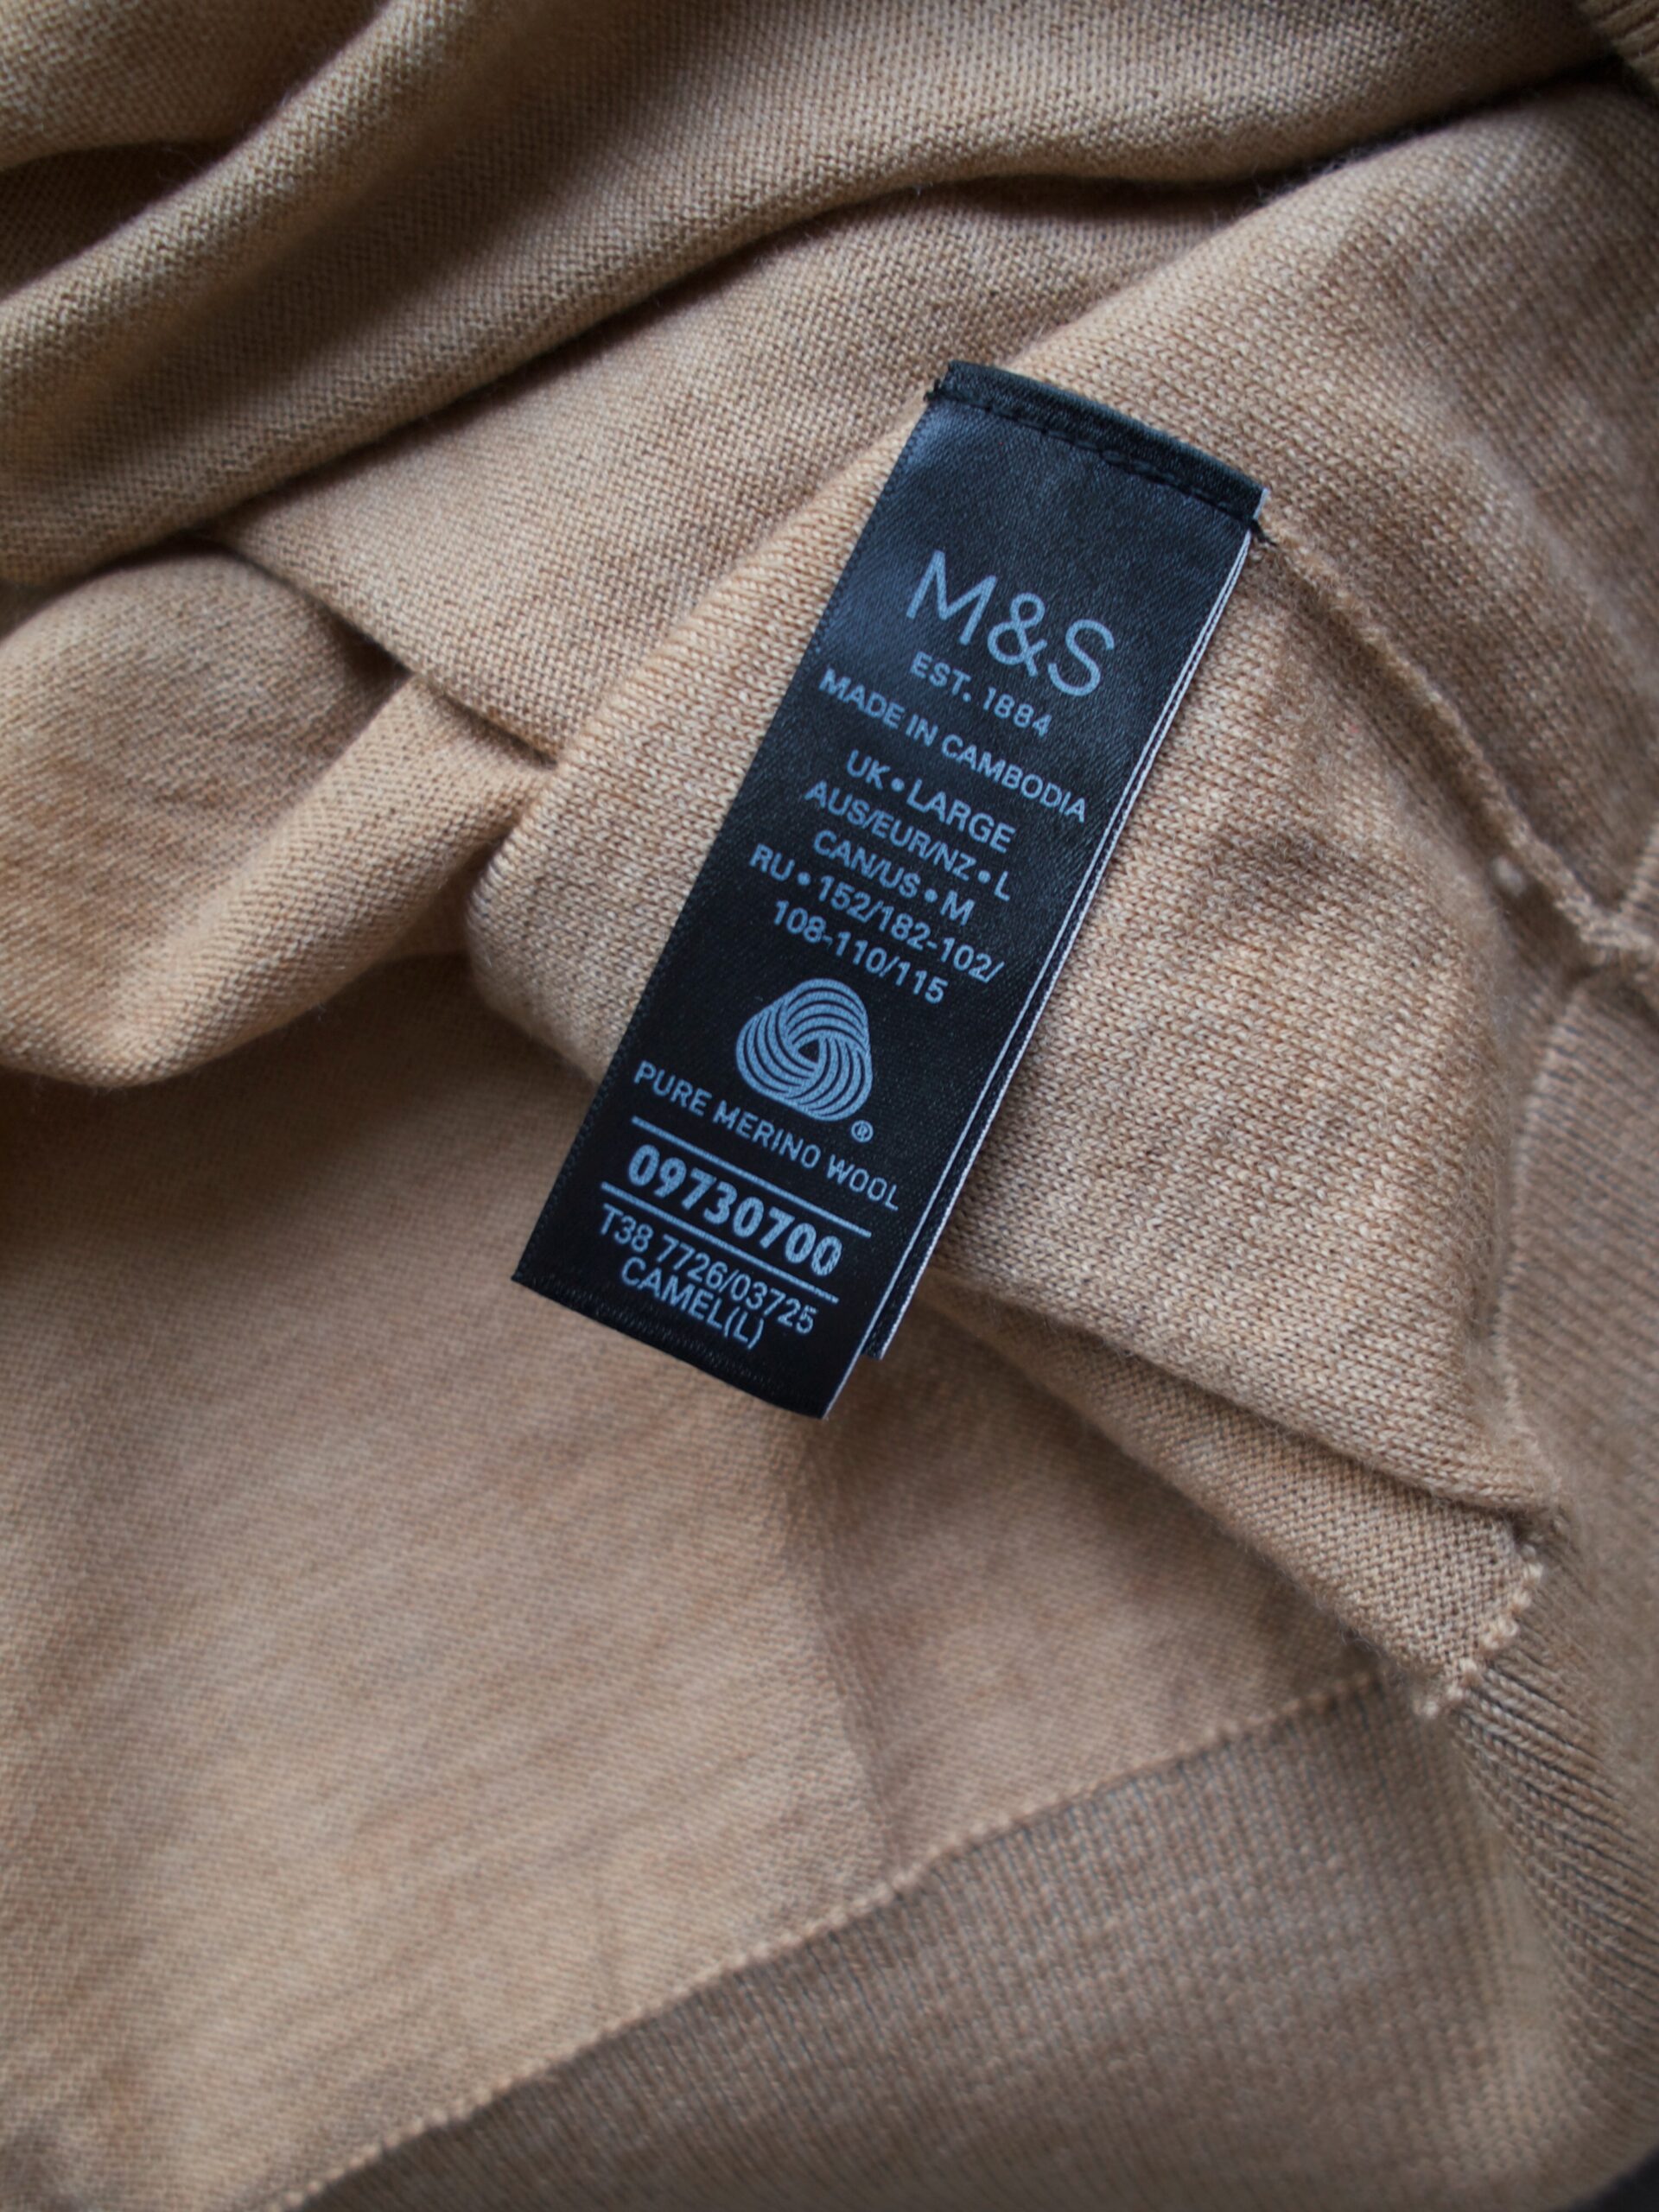 M&S
EST. 1884
MADE IN CAMBODIA
UK • LARGE
AUS/EUR/NZ • L
CAN/US • M
RU • 152/182-102/
108-110/115
®
PURE MERINO WOOL
09730700
T38 7726/03725
CAMEL(L)